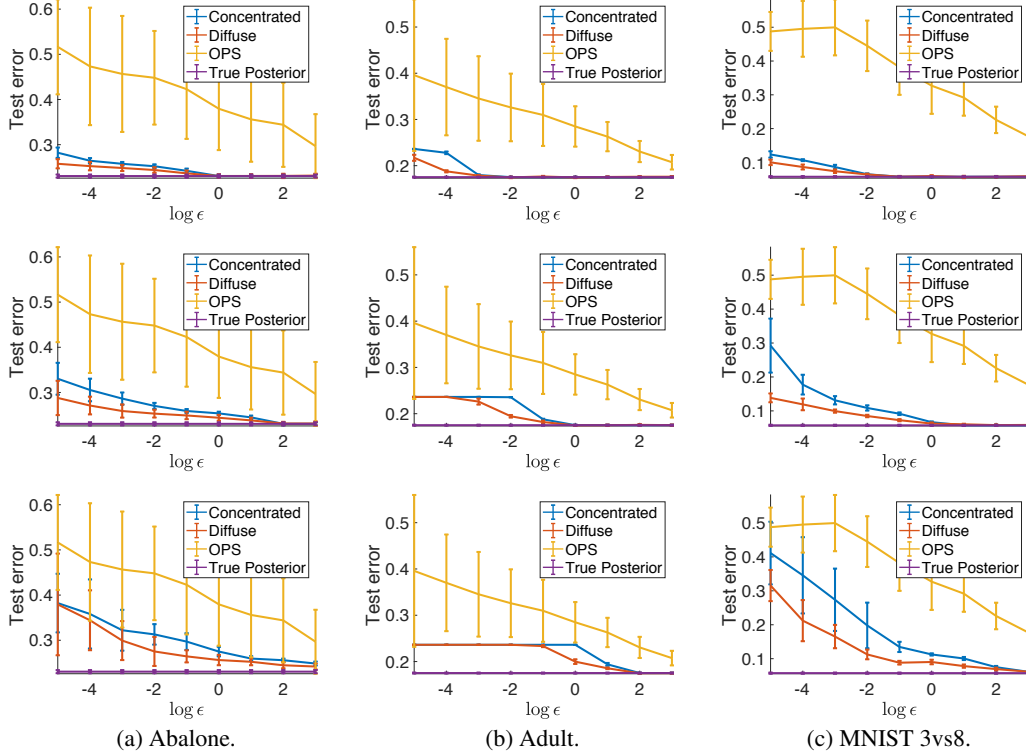 0.6
0.5
0.4
0.3
Test error
Concentrated
Diffuse
OPS
True Posterior
-4 -2 0 2
log ϵ
0.5
0.4
0.3
0.2
Test error
Concentrated
Diffuse
OPS
True Posterior
-4 -2 0 2
log ϵ
0.5
0.4
0.3
0.2
0.1
Test error
Concentrated
Diffuse
OPS
True Posterior
-4 -2 0 2
log ϵ
0.6
0.5
0.4
0.3
Test error
Concentrated
Diffuse
OPS
True Posterior
-4 -2 0 2
log ϵ
0.5
0.4
0.3
0.2
Test error
Concentrated
Diffuse
OPS
True Posterior
-4 -2 0 2
log ϵ
0.5
0.4
0.3
0.2
0.1
Test error
Concentrated
Diffuse
OPS
True Posterior
-4 -2 0 2
log ϵ
0.6
0.5
0.4
0.3
Test error
Concentrated
Diffuse
OPS
True Posterior
-4 -2 0 2
log ϵ
0.5
0.4
0.3
0.2
Test error
Concentrated
Diffuse
OPS
True Posterior
-4 -2 0 2
log ϵ
0.5
0.4
0.3
0.2
0.1
Test error
Concentrated
Diffuse
OPS
True Posterior
-4 -2 0 2
log ϵ
(a) Abalone.
(b) Adult.
(c) MNIST 3vs8.